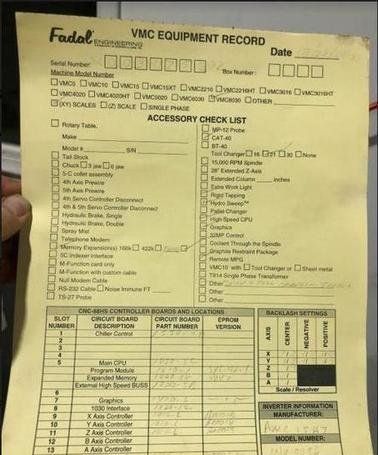 Fadal ENGINEERING VMC EQUIPMENT RECORD
Date
Serial Number: Box Number:
Machine Model Number
VMC5 VMC10 VMC15 VMC15XT VMC2216 VMC2216HT VMC3016 VMC3016HT
VMC4020 VMC4020HT VMC5020 VMC6030 VMC8030 OTHER
(XY) SCALES (Z) SCALE SINGLE PHASE
ACCESSORY CHECK LIST
Rotary Table,
Make
Model # S/N
Tail Stock
Chuck 3 jaw 6 jaw
5-C collet assembly
4th Axis Prewire
5th Axis Prewire
4th Servo Controller Disconnect
4th & 5th Servo Controller Disconnect
Hydraulic Brake, Single
Hydraulic Brake, Double
Spray Mist
Telephone Modem
Memory Expansion) 166k 422k
5C Indexer Interface
M-Function card only
M-Function with custom cable
Null Modem Cable
RS-232 Cable Noise Immune FT
TS-27 Probe
MP-12 Probe
CAT-40
BT-40
Tool Changer 16 21 30 None
15,000 RPM Spindle
28" Extended Z-Axis
Extended Column inches
Extra Work Light
Rigid Tapping
Hydro Sweep™
Pallet Changer
High Speed CPU
Graphics
32MP Control
Coolant Through the Spindle
Graphite Restraint Package
Remote MPG
VMC10 with Tool Changer or Sheet metal
T914 Single Phase Transformer
Other
Other
Other
CNC-88HS CONTROLLER BOARDS AND LOCATIONS
SLOT NUMBER CIRCUIT BOARD DESCRIPTION CIRCUIT BOARD PART NUMBER EPROM VERSION
1 Chiller Control
2
3
4
5 Main CPU
Program Module
Expanded Memory
External High Speed BUSS
6
7 Graphics
8 1030 Interface
9 X Axis Controller
10 Y Axis Controller
11 Z Axis Controller
12 B Axis Controller
13 A Axis Controller
BACKLASH SETTINGS
AXIS CENTER NEGATIVE POSITIVE
X
Y
Z
B
A
Scale / Resolver
INVERTER INFORMATION
MANUFACTURER:
MODEL NUMBER: